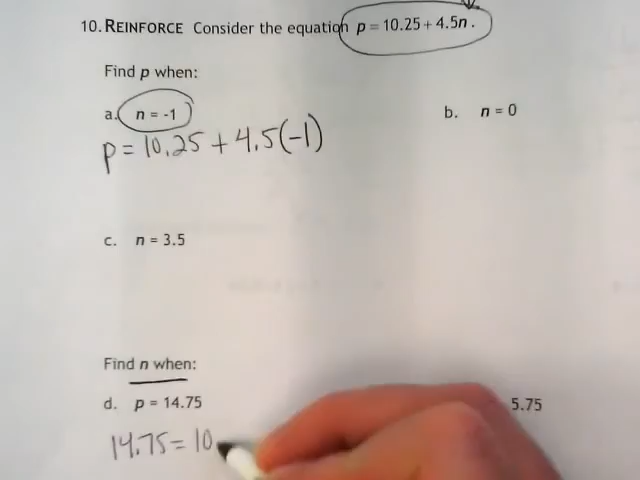 10. REINFORCE Consider the equation p = 10.25 + 4.5n.
Find p when:
a. n = -1
b. n = 0
p = 10.25 + 4.5(-1)
c. n = 3.5
Find n when:
d. p = 14.75
5.75
14.75 = 10